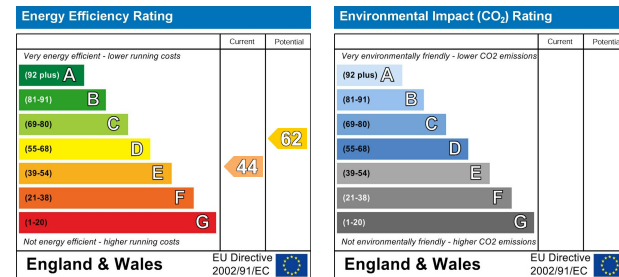 Energy Efficiency Rating
Current Potential
Very energy efficient - lower running costs
(92 plus) A
(81-91) B
(69-80) C
(55-68) D
62
(39-54) E
44
(21-38) F
(1-20) G
Not energy efficient - higher running costs
England & Wales
EU Directive
2002/91/EC
Environmental Impact (CO₂) Rating
Current Potentia
Very environmentally friendly - lower CO2 emissions
(92 plus) A
(81-91) B
(69-80) C
(55-68) D
(39-54) E
(21-38) F
(1-20) G
Not environmentally friendly - higher CO2 emissions
England & Wales
EU Directive
2002/91/EC